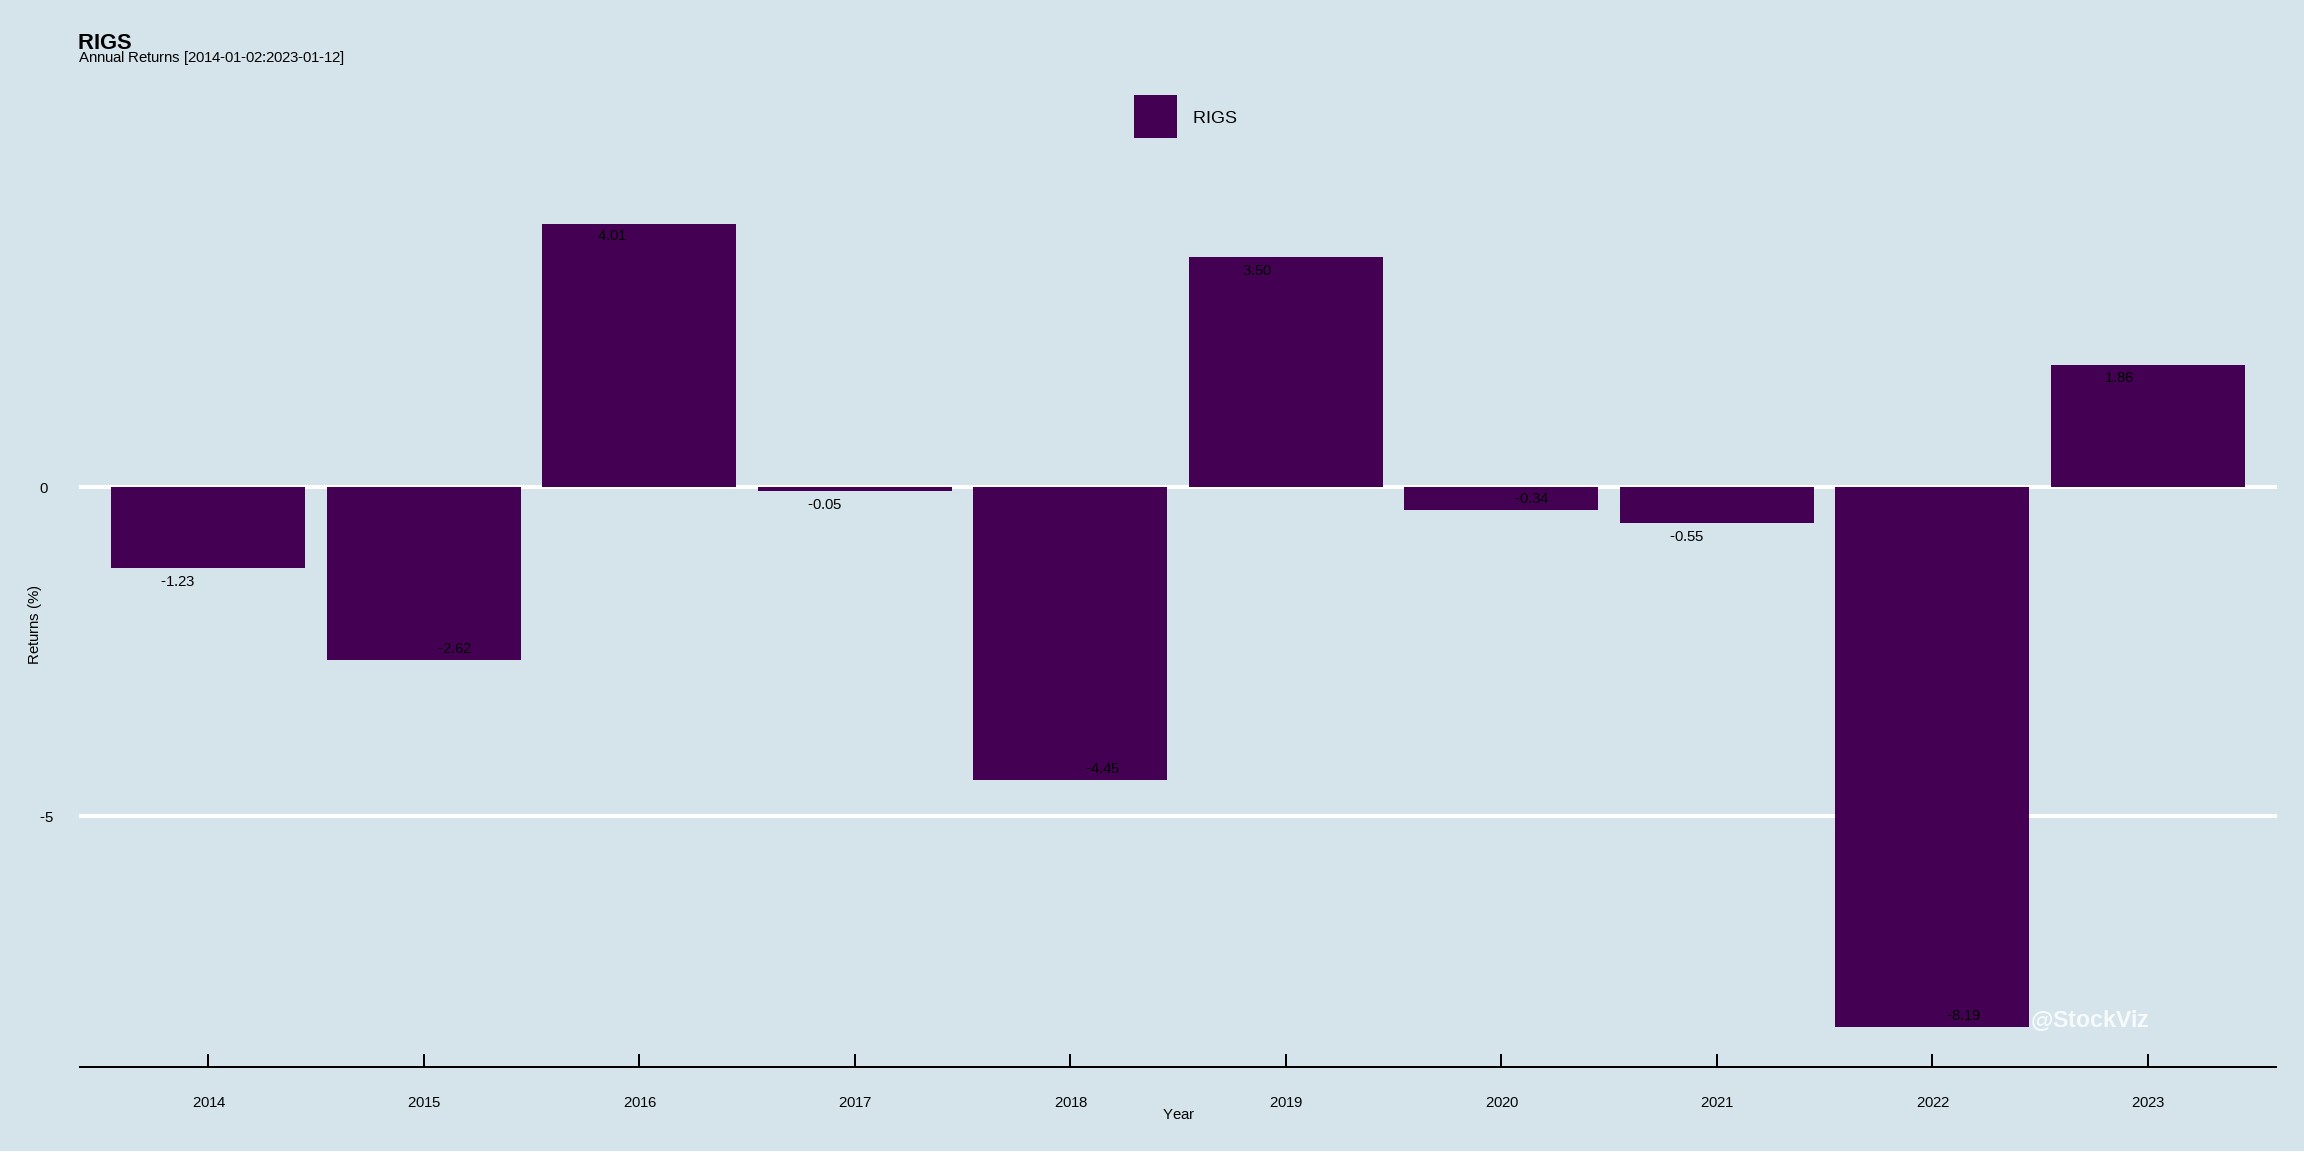 RIGS
Annual Returns [2014-01-02:2023-01-12]
RIGS
4.01
3.50
1.86
0
-0.34
-0.05
-0.55
-1.23
Returns (%)
-2.62
-4.45
-5
-8.19
@StockViz
2014 2015 2016 2017 2018 2019 2020 2021 2022 2023
Year